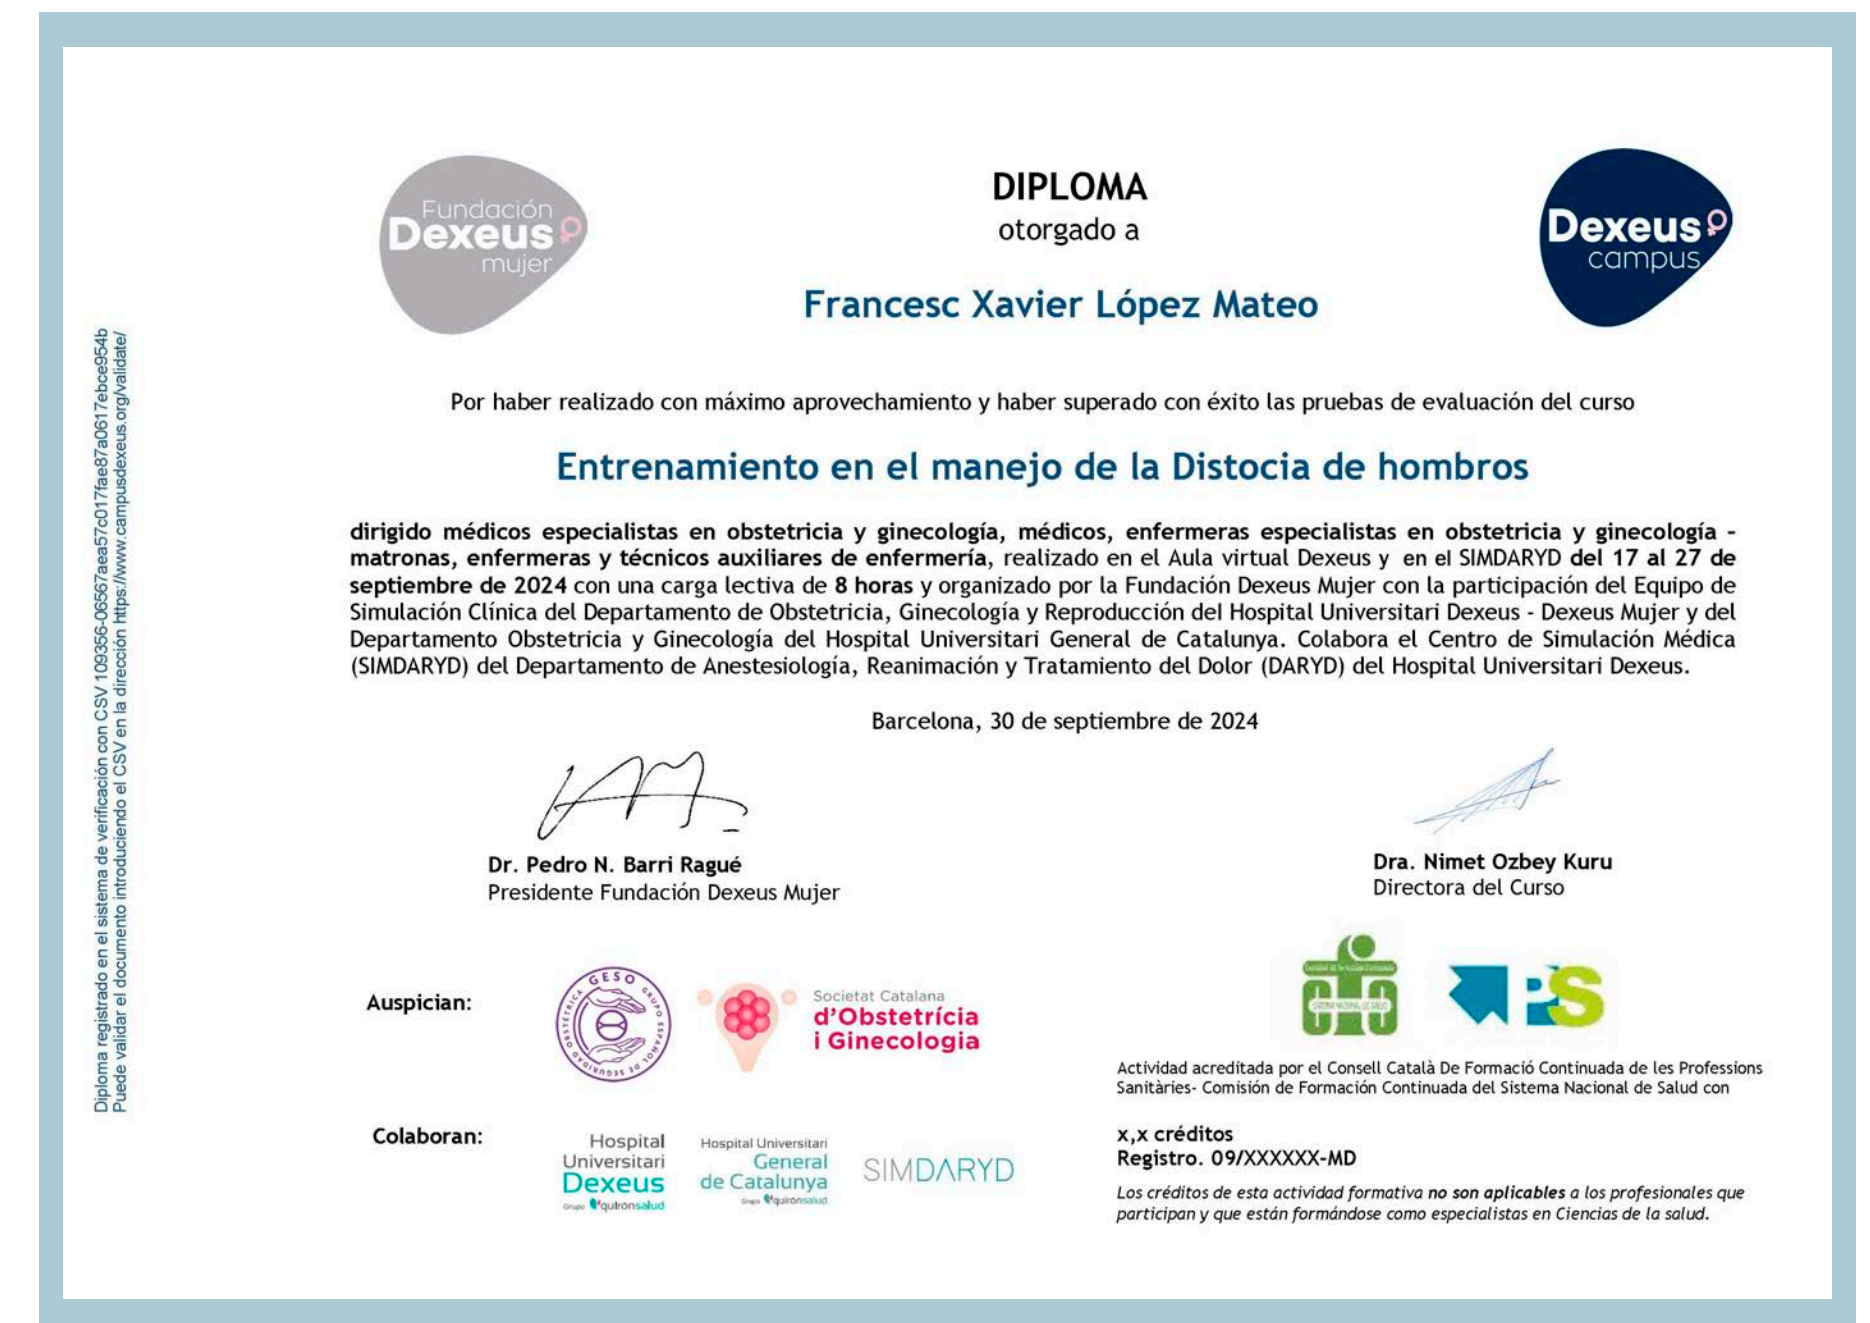 Fundación
Dexeus
mujer
DIPLOMA
otorgado a
Dexeus
campus
Francesc Xavier López Mateo
Por haber realizado con máximo aprovechamiento y haber superado con éxito las pruebas de evaluación del curso
Entrenamiento en el manejo de la Distocia de hombros
dirigido médicos especialistas en obstetricia y ginecología, médicos, enfermeras especialistas en obstetricia y ginecología –
matronas, enfermeras y técnicos auxiliares de enfermería, realizado en el Aula virtual Dexeus y en el SIMDARYD del 17 al 27 de
septiembre de 2024 con una carga lectiva de 8 horas y organizado por la Fundación Dexeus Mujer con la participación del Equipo de
Simulación Clínica del Departamento de Obstetricia, Ginecología y Reproducción del Hospital Universitari Dexeus - Dexeus Mujer y del
Departamento Obstetricia y Ginecología del Hospital Universitari General de Catalunya. Colabora el Centro de Simulación Médica
(SIMDARYD) del Departamento de Anestesiología, Reanimación y Tratamiento del Dolor (DARYD) del Hospital Universitari Dexeus.
Barcelona, 30 de septiembre de 2024
Dr. Pedro N. Barri Ragué
Presidente Fundación Dexeus Mujer
Dra. Nimet Ozbey Kuru
Directora del Curso
Auspician:
GESO GRUPO ESPAÑOL DE SEGURIDAD OBSTÉTRICA
Societat Catalana
d'Obstetrícia
i Ginecologia
PS
Actividad acreditada por el Consell Català De Formació Continuada de les Professions
Sanitàries- Comisión de Formación Continuada del Sistema Nacional de Salud con
Colaboran:
Hospital
Universitari
Dexeus
Grupo quironsalud
Hospital Universitari
General
de Catalunya
Grupo quironsalud
SIMDARYD
x,x créditos
Registro. 09/XXXXXX-MD
Los créditos de esta actividad formativa no son aplicables a los profesionales que
participan y que están formándose como especialistas en Ciencias de la salud.
Diploma registrado en el sistema de verificación con CSV 109356-06567aea57c017fae87a0617ebce954b
Puede validar el documento introduciendo el CSV en la dirección https://www.campusdexeus.org/validate/